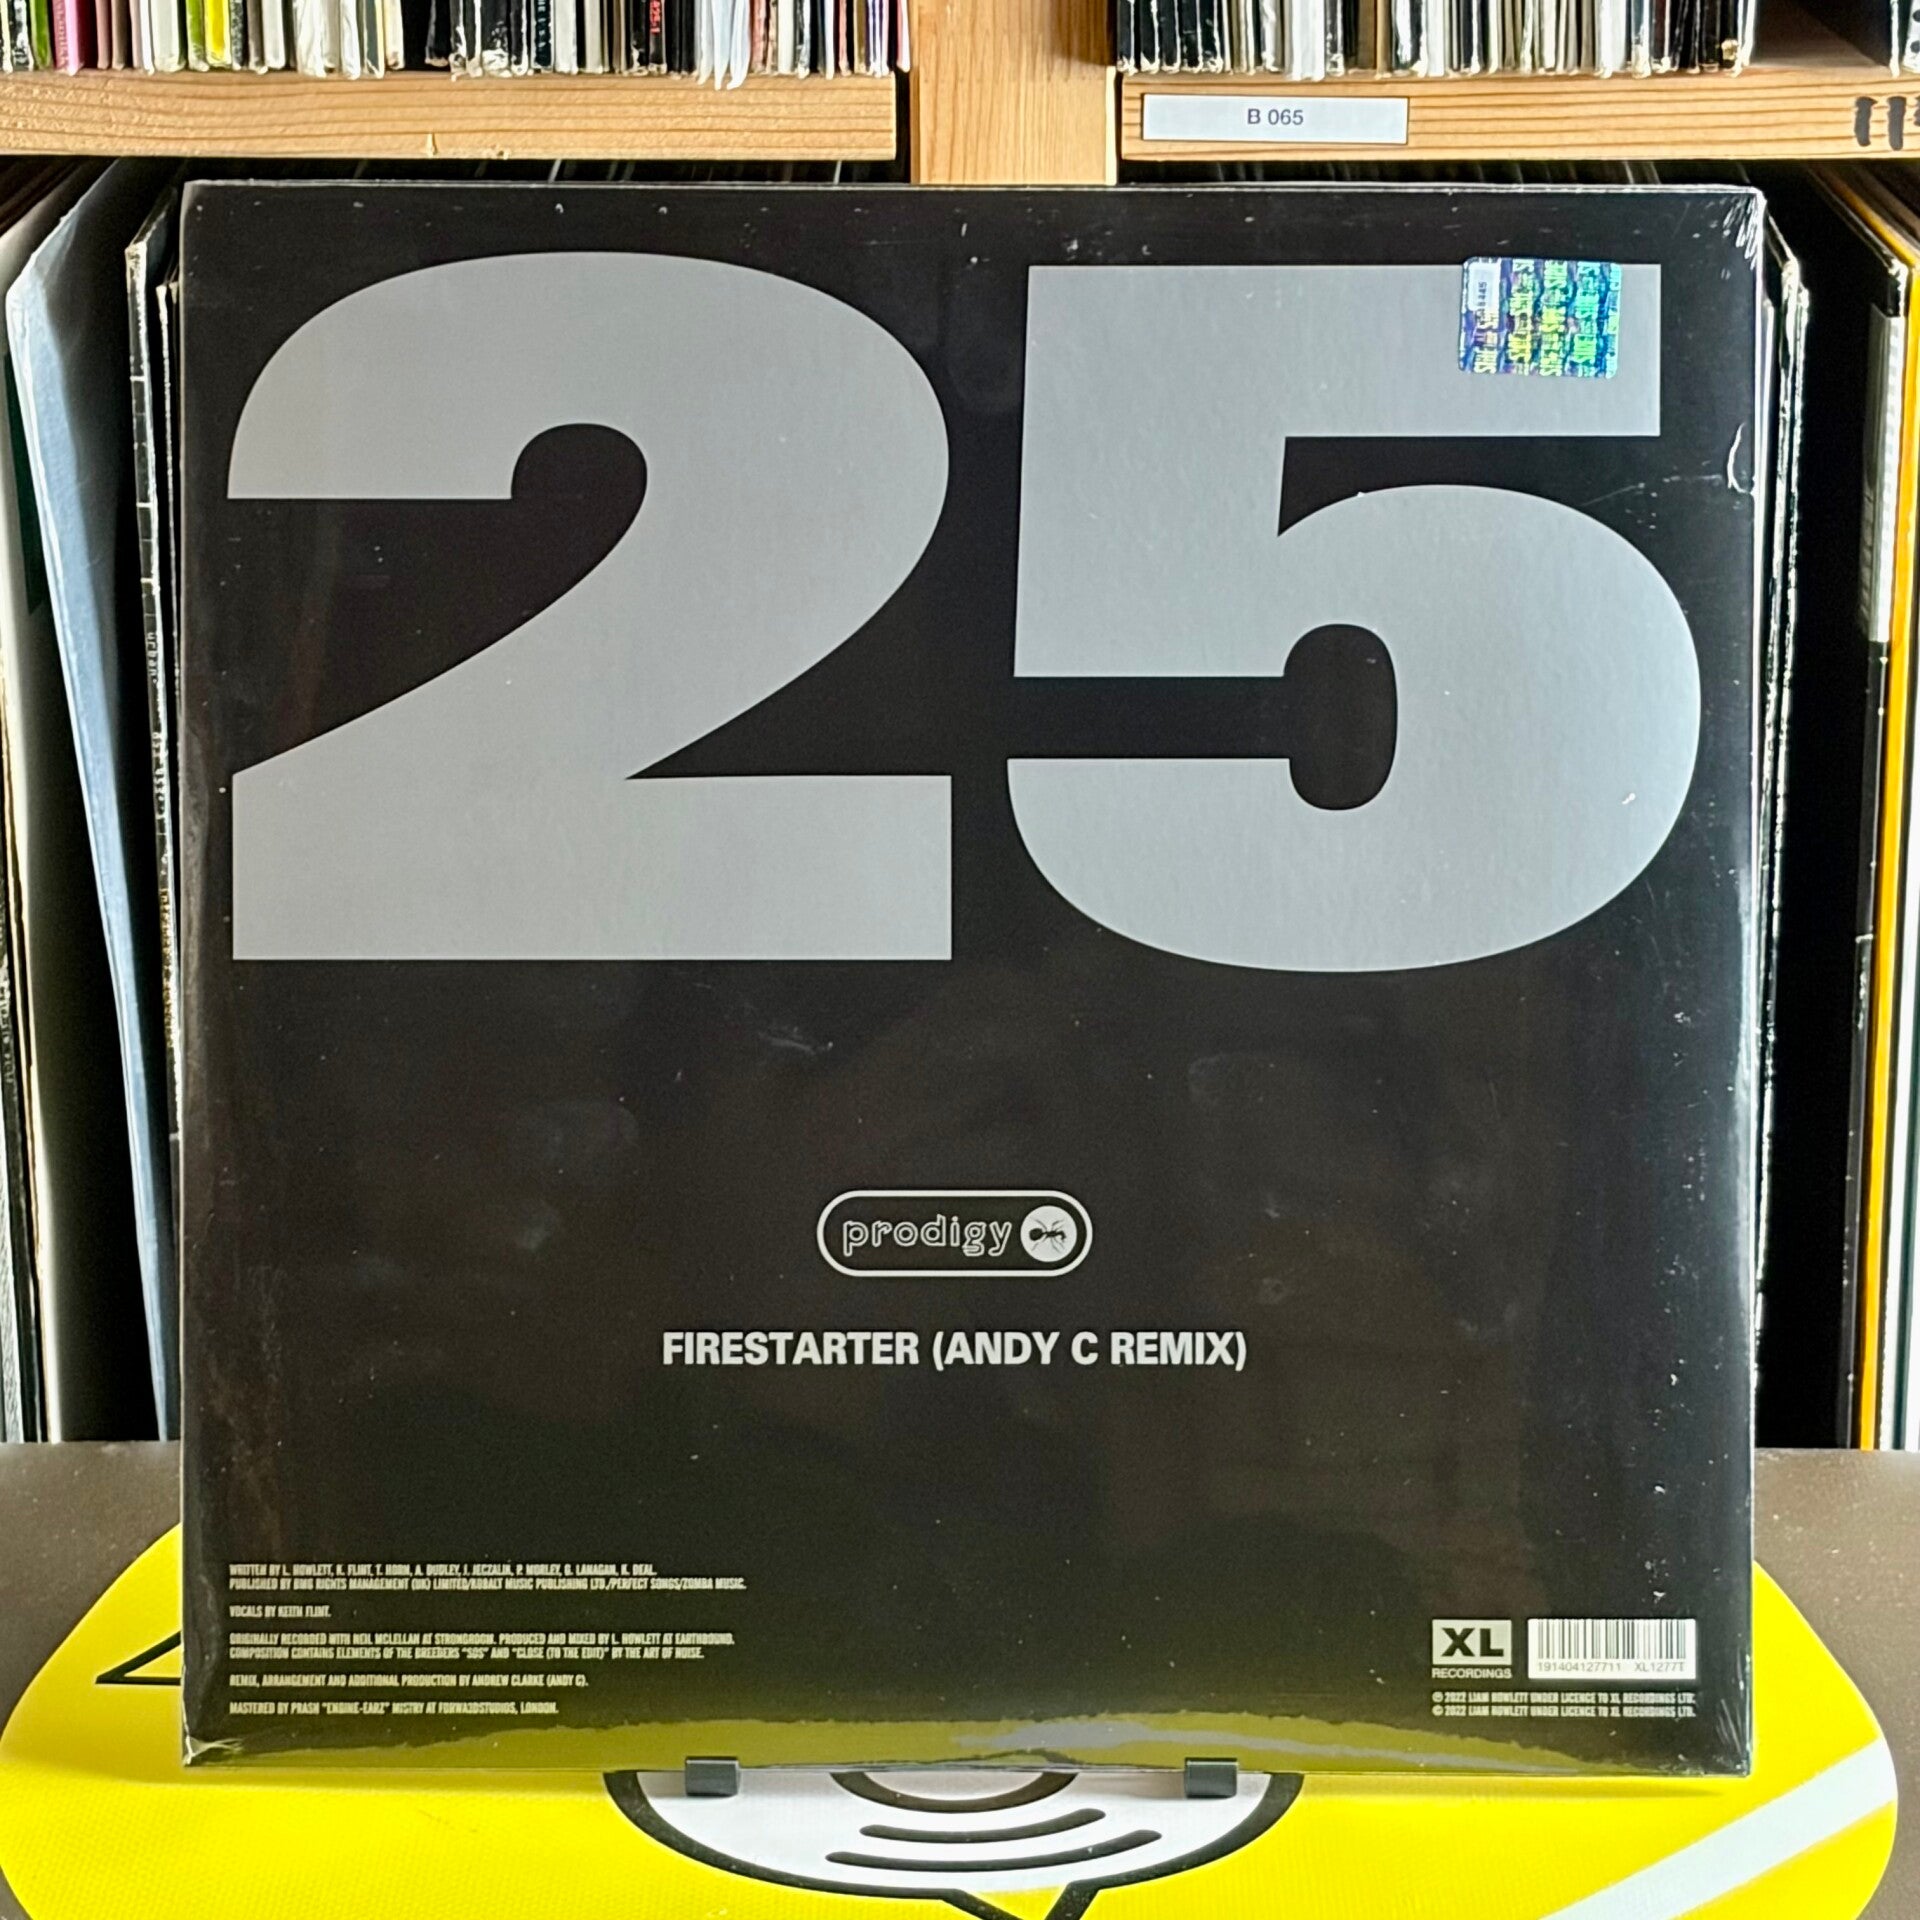 B 065
25
prodigy
FIRESTARTER (ANDY C REMIX)
WRITTEN BY L. HOWLETT, K. FLINT, T. HORN, A. DUDLEY, J. JECZALIK, P. MORLEY, G. LANAGAN, K. DEAL.
PUBLISHED BY BMG RIGHTS MANAGEMENT (UK) LIMITED/KOBALT MUSIC PUBLISHING LTD./PERFECT SONGS/ZOMBA MUSIC.
VOCALS BY KEITH FLINT.
ORIGINALLY RECORDED WITH NEIL MCLELLAN AT STRONGROOM. PRODUCED AND MIXED BY L. HOWLETT AT EARTHBOUND.
COMPOSITION CONTAINS ELEMENTS OF THE BREEDERS "SOS" AND "CLOSE (TO THE EDIT)" BY THE ART OF NOISE.
REMIX, ARRANGEMENT AND ADDITIONAL PRODUCTION BY ANDREW CLARKE (ANDY C).
MASTERED BY PRASH "ENGINE-EARZ" MISTRY AT FORWA3DSTUDIOS, LONDON.
XL
RECORDINGS
191404127711 XL1277T
℗ 2022 LIAM HOWLETT UNDER LICENCE TO XL RECORDINGS LTD.
© 2022 LIAM HOWLETT UNDER LICENCE TO XL RECORDINGS LTD.